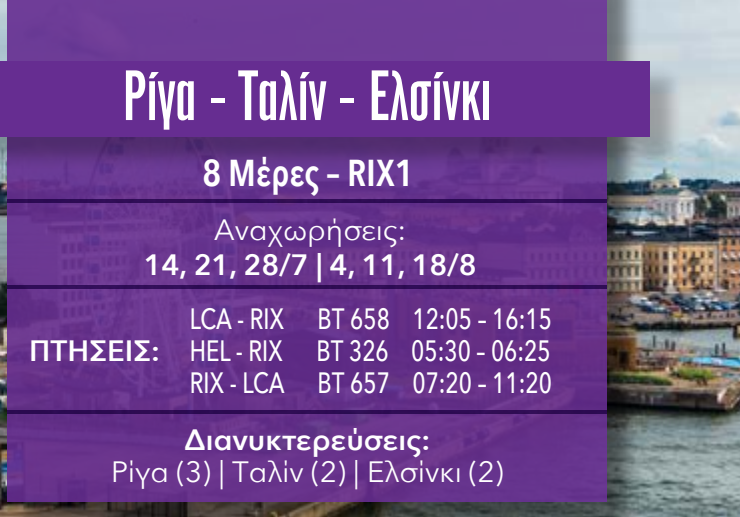 Ρίγα - Ταλίν - Ελσίνκι
8 Μέρες – RIX1
Αναχωρήσεις:
14, 21, 28/7 | 4, 11, 18/8
ΠΤΗΣΕΙΣ:
LCA - RIX BT 658 12:05 – 16:15
HEL - RIX BT 326 05:30 – 06:25
RIX - LCA BT 657 07:20 – 11:20
Διανυκτερεύσεις:
Ρίγα (3) | Ταλίν (2) | Ελσίνκι (2)